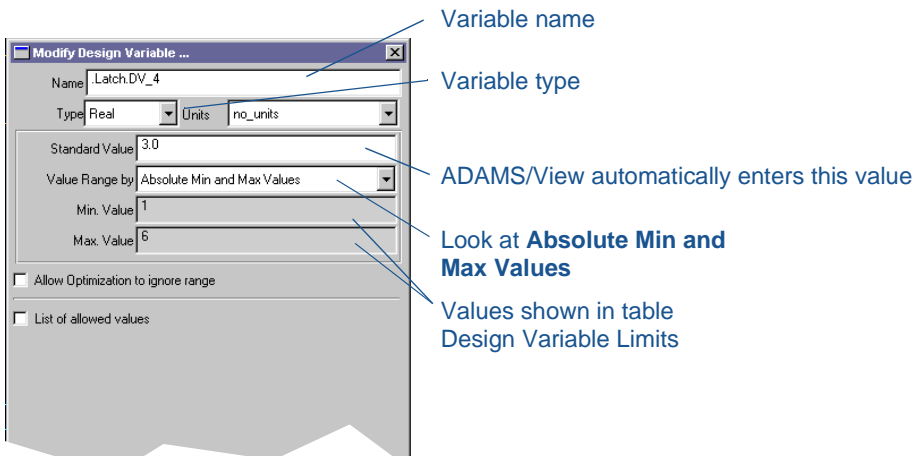 Variable name
Modify Design Variable ...
Name .Latch.DV_4
Variable type
Type Real Units no_units
Standard Value 3.0
ADAMS/View automatically enters this value
Value Range by Absolute Min and Max Values
Min. Value 1
Max. Value 6
Look at Absolute Min and
Max Values
Allow Optimization to ignore range
Values shown in table
Design Variable Limits
List of allowed values